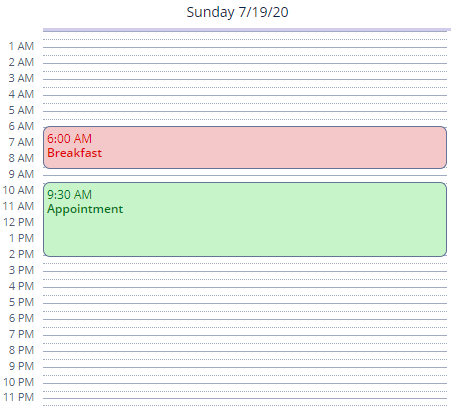 Sunday 7/19/20
1 AM
2 AM
3 AM
4 AM
5 AM
6 AM
6:00 AM
7 AM
Breakfast
8 AM
9 AM
10 AM
9:30 AM
11 AM
Appointment
12 PM
1 PM
2 PM
3 PM
4 PM
5 PM
6 PM
7 PM
8 PM
9 PM
10 PM
11 PM